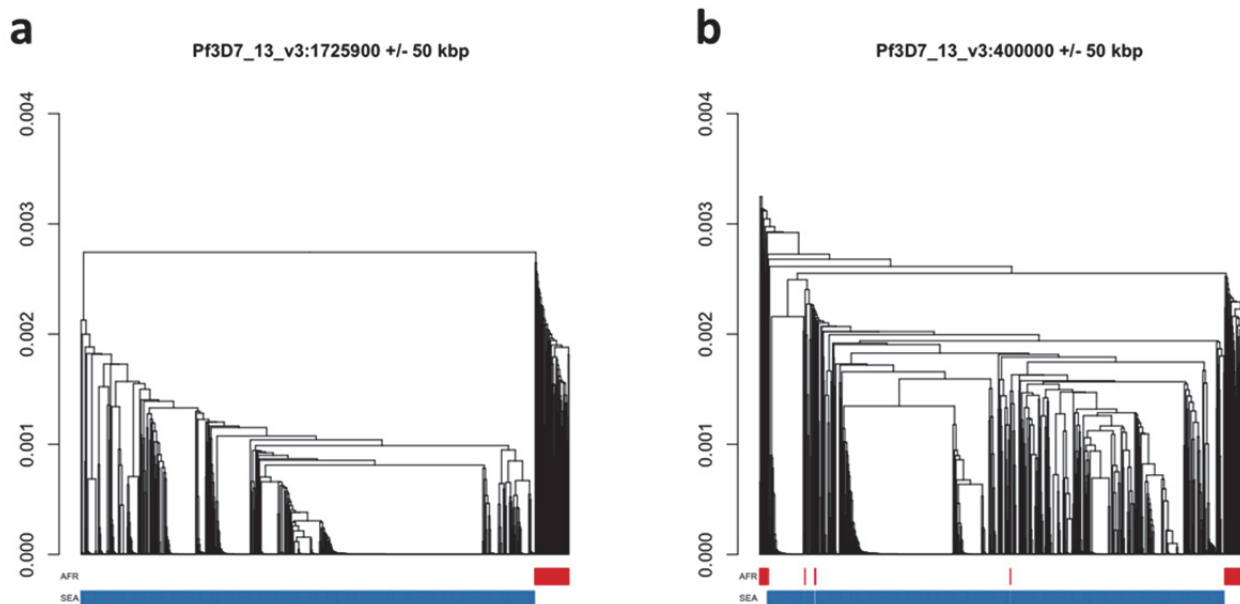 a
Pf3D7_13_v3:1725900 +/- 50 kbp
0.004
0.003
0.002
0.001
0.000
AFR
SEA
b
Pf3D7_13_v3:400000 +/- 50 kbp
0.004
0.003
0.002
0.001
0.000
AFR
SEA